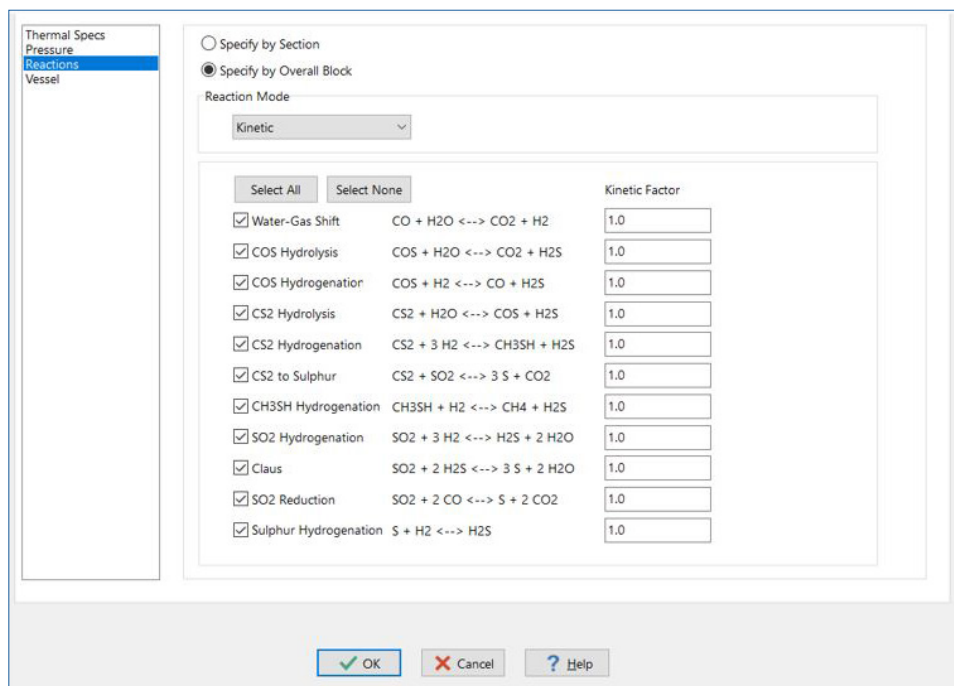 Thermal Specs
Pressure
Reactions
Vessel
Specify by Section
Specify by Overall Block
Reaction Mode
Kinetic
Select All Select None Kinetic Factor
Water-Gas Shift CO + H2O <--> CO2 + H2 1.0
COS Hydrolysis COS + H2O <--> CO2 + H2S 1.0
COS Hydrogenation COS + H2 <--> CO + H2S 1.0
CS2 Hydrolysis CS2 + H2O <--> COS + H2S 1.0
CS2 Hydrogenation CS2 + 3 H2 <--> CH3SH + H2S 1.0
CS2 to Sulphur CS2 + SO2 <--> 3 S + CO2 1.0
CH3SH Hydrogenation CH3SH + H2 <--> CH4 + H2S 1.0
SO2 Hydrogenation SO2 + 3 H2 <--> H2S + 2 H2O 1.0
Claus SO2 + 2 H2S <--> 3 S + 2 H2O 1.0
SO2 Reduction SO2 + 2 CO <--> S + 2 CO2 1.0
Sulphur Hydrogenation S + H2 <--> H2S 1.0
OK Cancel ? Help